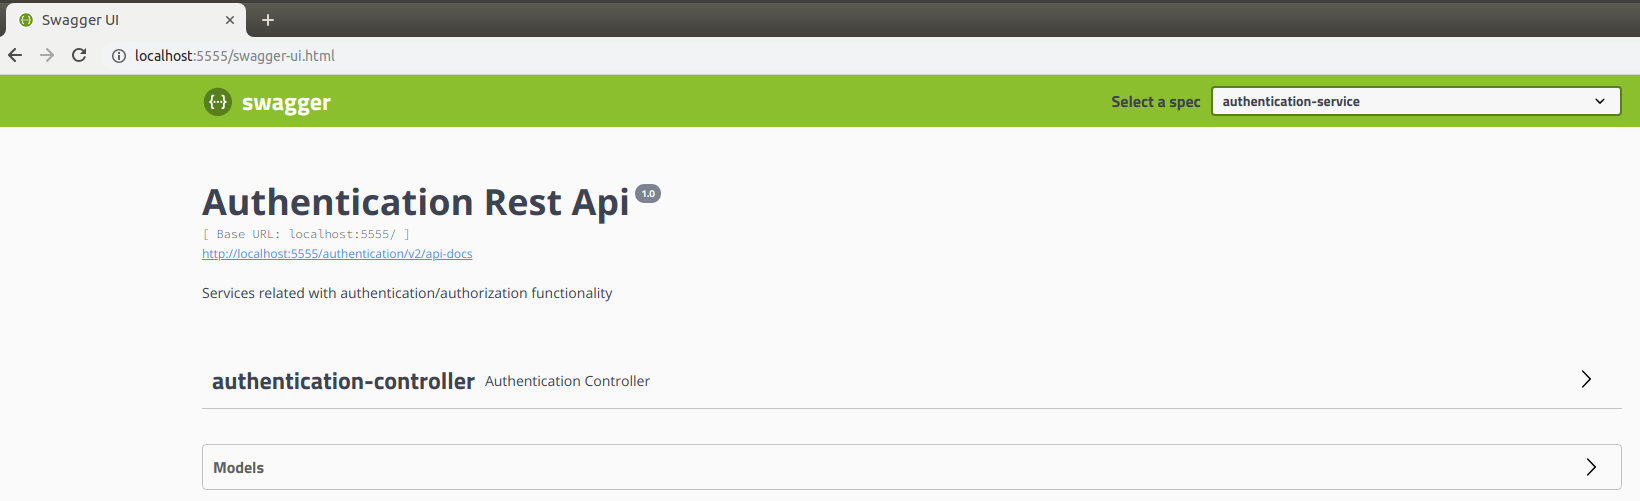 Swagger UI
localhost:5555/swagger-ui.html
{··} swagger
Select a spec
authentication-service
Authentication Rest Api 1.0
[ Base URL: localhost:5555/ ]
http://localhost:5555/authentication/v2/api-docs
Services related with authentication/authorization functionality
authentication-controller Authentication Controller
Models